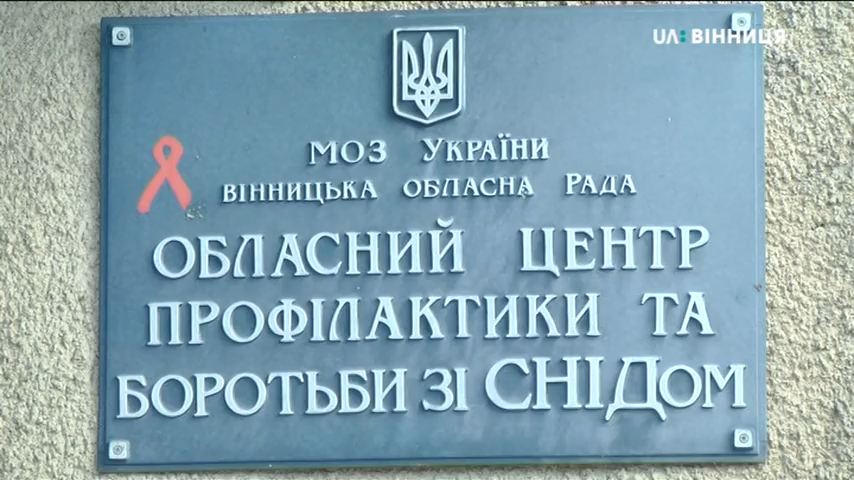 UA: ВІННИЦЯ
МОЗ УКРАЇНИ
ВІННИЦЬКА ОБЛАСНА РАДА
ОБЛАСНИЙ ЦЕНТР
ПРОФІЛАКТИКИ ТА
БОРОТЬБИ ЗІ СНІДОМ